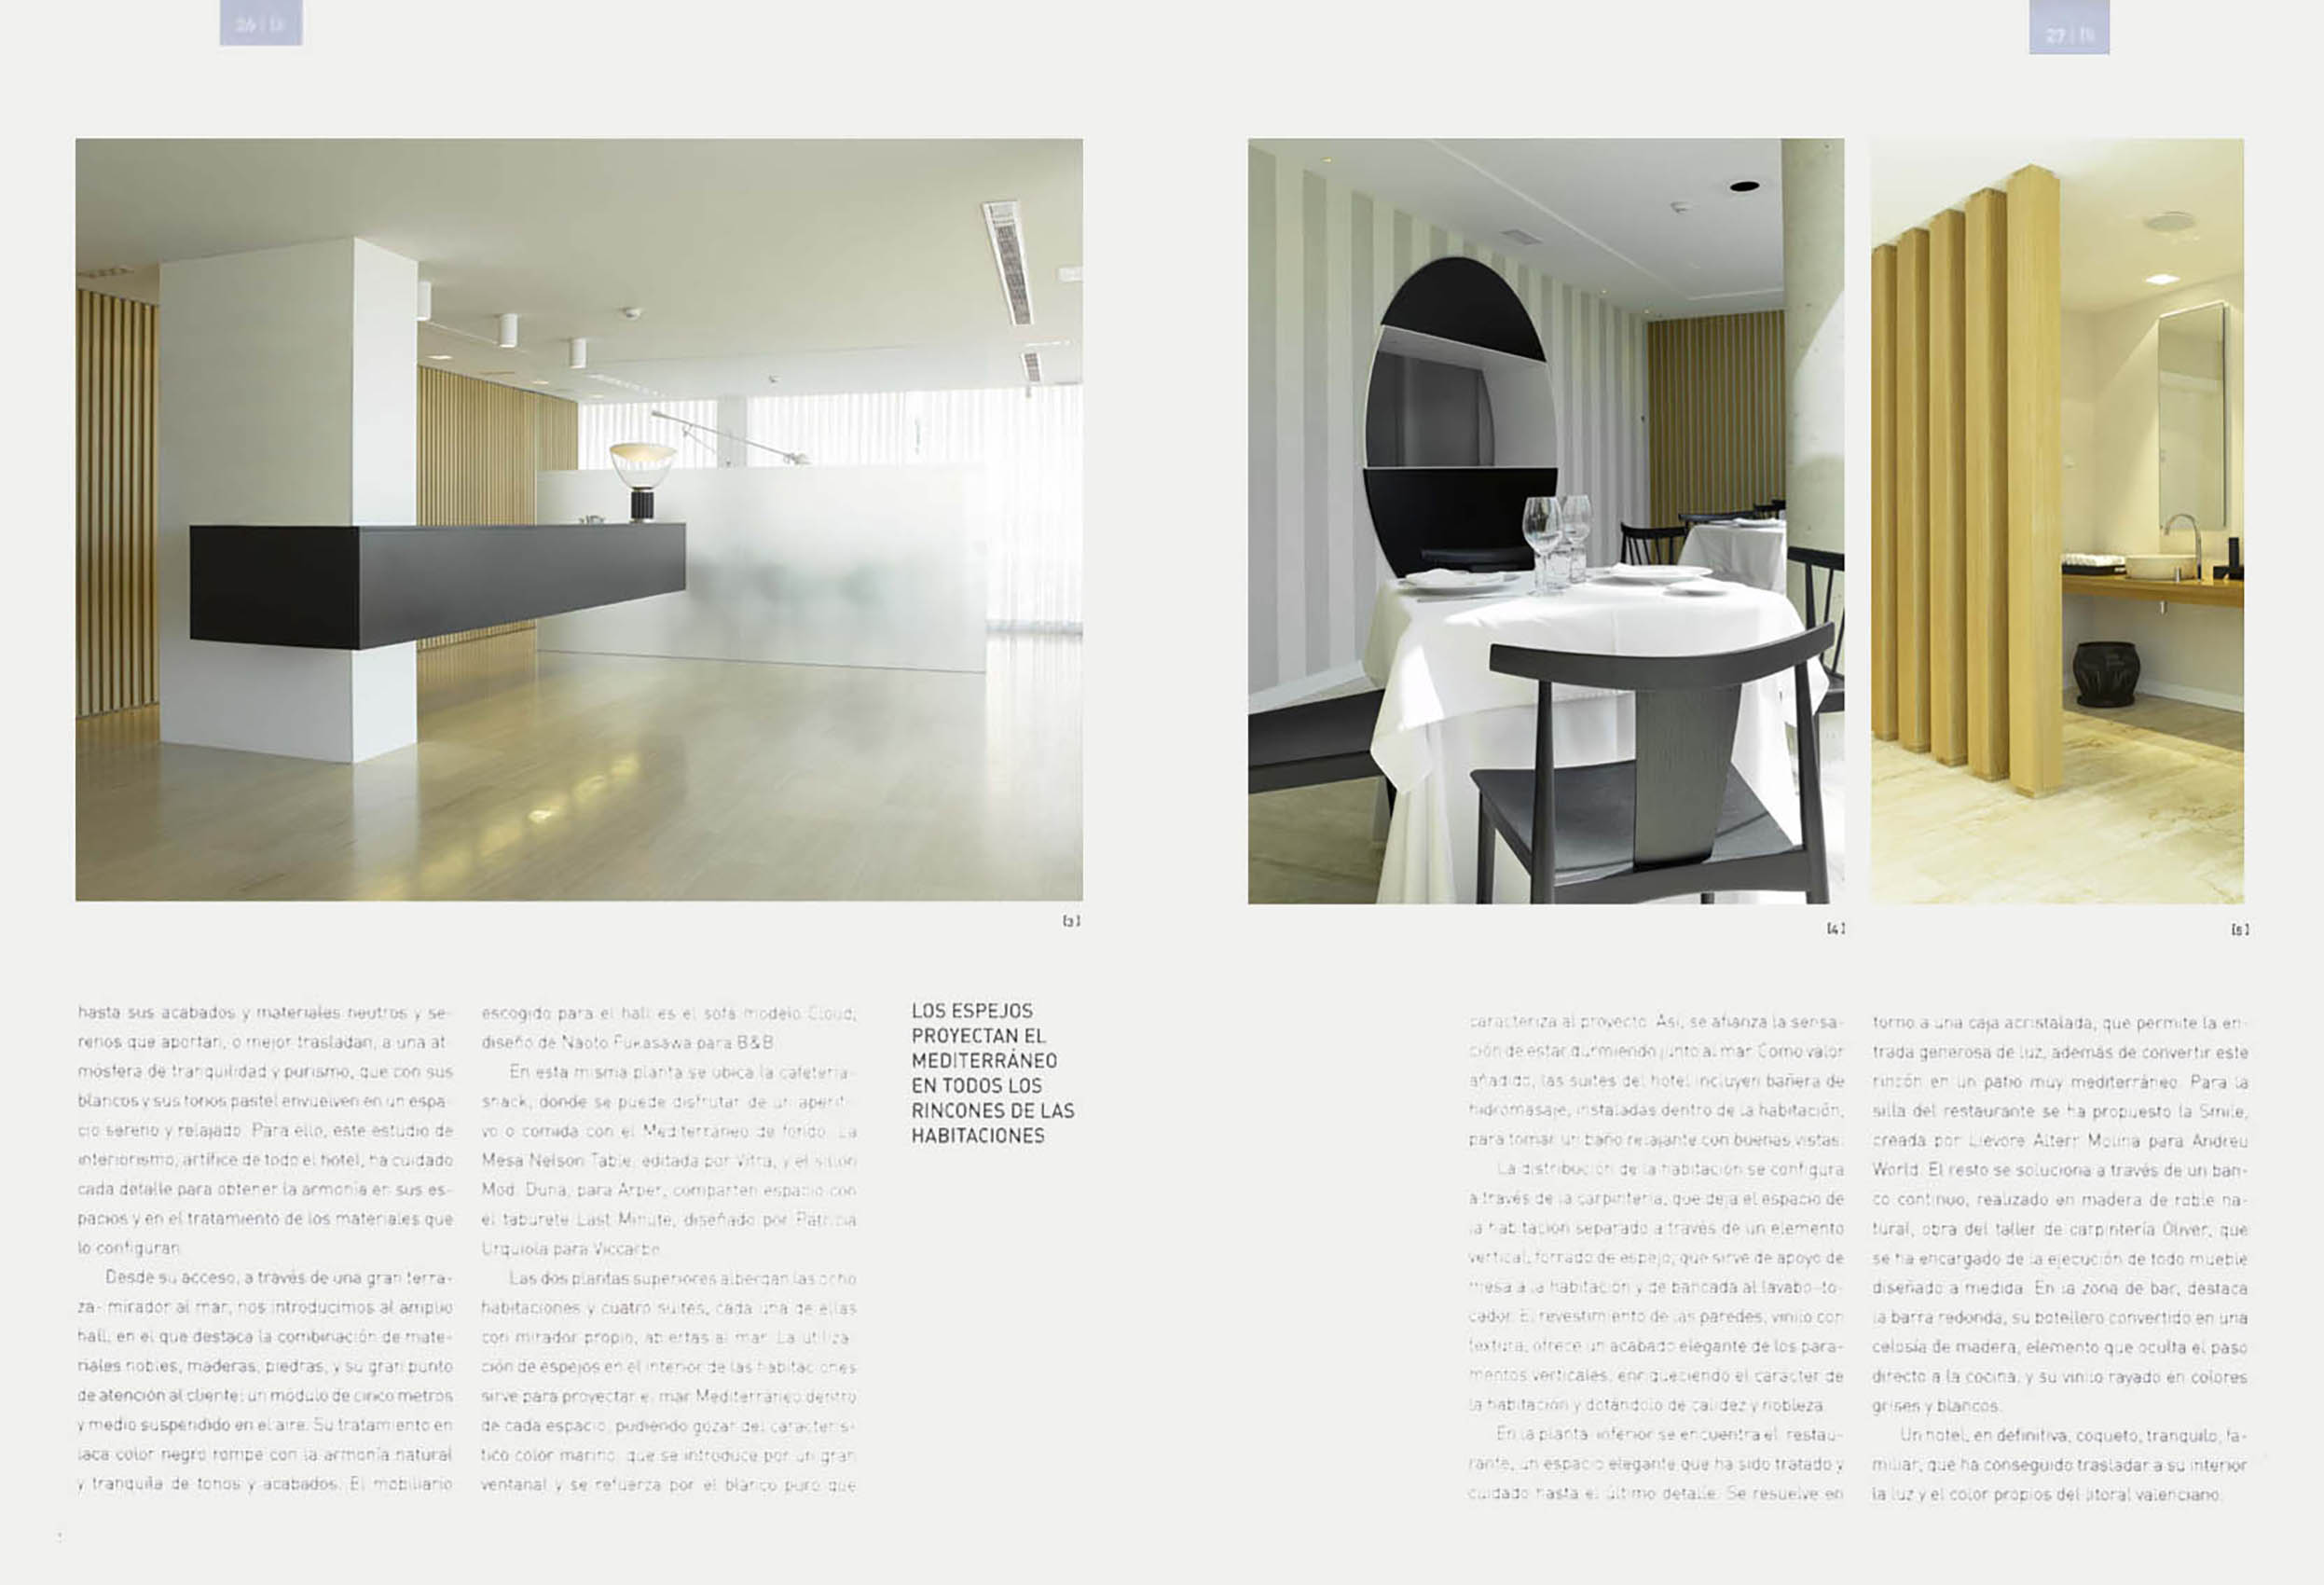 26 |
27 |
[3]
[4]
[5]
hasta sus acabados y materiales neutros y se-
renos que aportan, o mejor trasladan, a una at-
móstera de tranquilidad y purismo, que con sus
blancos y sus tonos pastel envuelven en un espa-
cio sereno y relajado. Para ello, este estudio de
interiorismo, artífice de todo el hotel, ha cuidado
cada detalle para obtener la armonía en sus es-
pacios y en el tratamiento de los materiales que
lo configuran.
Desde su acceso, a través de una gran terra-
za- mirador al mar, nos introducimos al amplio
hall, en el que destaca la combinación de mate-
riales nobles, maderas, piedras, y su gran punto
de atención al cliente: un módulo de cinco metros
y medio suspendido en el aire. Su tratamiento en
laca color negro rompe con la armonía natural
y tranquila de tonos y acabados. El mobiliario
escogido para el hall es el sofá modelo Cloud,
diseño de Naoto Fukasawa para B&B.
En esta misma planta se ubica la cafetería-
snack, donde se puede disfrutar de un aperiti-
vo o comida con el Mediterráneo de fondo. La
Mesa Nelson Table, editada por Vitra, y el sillón
Mod. Duna, para Arper, comparten espacio con
el taburete Last Minute, diseñado por Patricia
Urquiola para Viccarbe.
Las dos plantas superiores albergan las ocho
habitaciones y cuatro suites, cada una de ellas
con mirador propio, abiertas al mar. La utiliza-
ción de espejos en el interior de las habitaciones
sirve para proyectar el mar Mediterráneo dentro
de cada espacio, pudiendo gozar del caracterís-
tico color marino, que se introduce por un gran
ventanal y se refuerza por el blanco puro que
LOS ESPEJOS
PROYECTAN EL
MEDITERRÁNEO
EN TODOS LOS
RINCONES DE LAS
HABITACIONES
caracteriza al proyecto. Así, se afianza la sensa-
ción de estar durmiendo junto al mar. Como valor
añadido, las suites del hotel incluyen bañera de
hidromasaje, instaladas dentro de la habitación,
para tomar un baño relajante con buenas vistas.
La distribución de la habitación se configura
a través de la carpintería, que deja el espacio de
la habitación separado a través de un elemento
vertical, forrado de espejo, que sirve de apoyo de
mesa a la habitación y de bancada al lavabo-to-
cador. El revestimiento de las paredes, vinilo con
textura, ofrece un acabado elegante de los para-
mentos verticales, enriqueciendo el carácter de
la habitación y dotándolo de calidez y nobleza.
En la planta inferior se encuentra el restau-
rante, un espacio elegante que ha sido tratado y
cuidado hasta el último detalle. Se resuelve en
torno a una caja acristalada, que permite la en-
trada generosa de luz, además de convertir este
rincón en un patio muy mediterráneo. Para la
silla del restaurante se ha propuesto la Smile,
creada por Lievore Alterr Molina para Andreu
World. El resto se soluciona a través de un ban-
co continuo, realizado en madera de roble na-
tural, obra del taller de carpintería Oliver, que
se ha encargado de la ejecución de todo mueble
diseñado a medida. En la zona de bar, destaca
la barra redonda, su botellero convertido en una
celosía de madera, elemento que oculta el paso
directo a la cocina, y su vinilo rayado en colores
grises y blancos.
Un hotel, en definitiva, coqueto, tranquilo, fa-
miliar, que ha conseguido trasladar a su interior
la luz y el color propios del litoral valenciano.